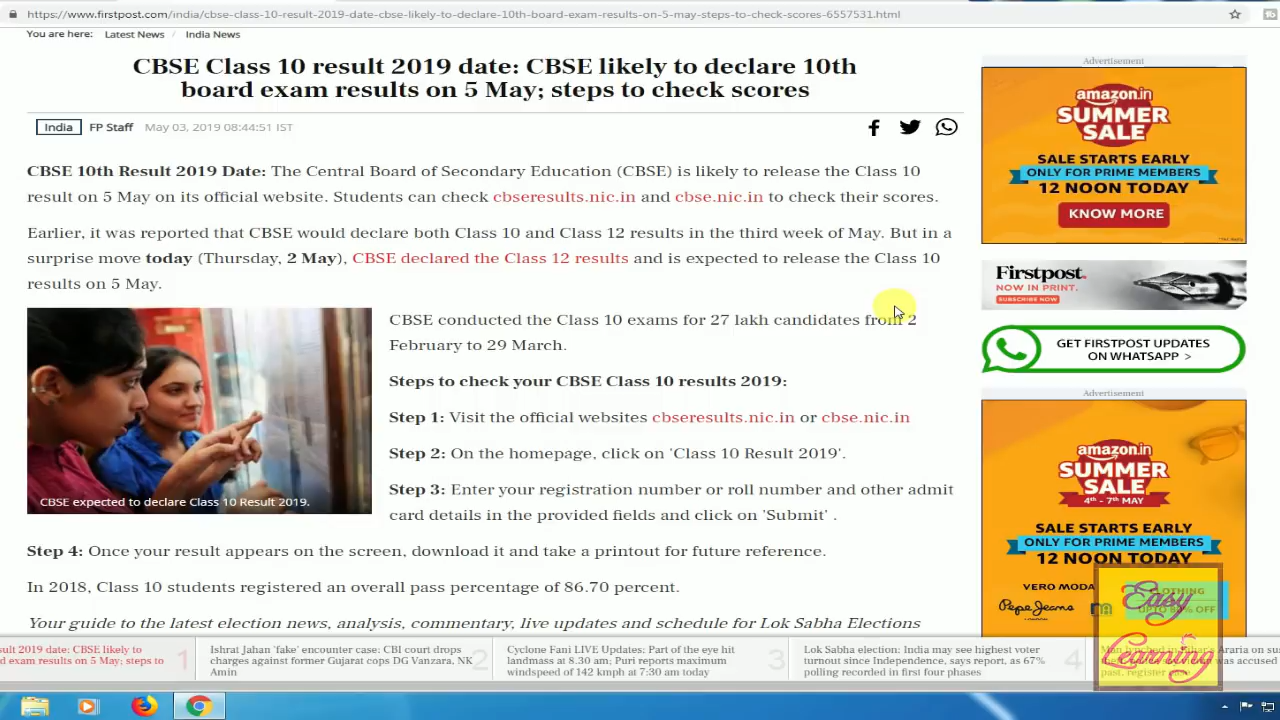 https://www.firstpost.com/india/cbse-class-10-result-2019-date-cbse-likely-to-declare-10th-board-exam-results-on-5-may-steps-to-check-scores-6557531.html
You are here: Latest News › India News
CBSE Class 10 result 2019 date: CBSE likely to declare 10th
board exam results on 5 May; steps to check scores
India FP Staff May 03, 2019 08:44:51 IST
CBSE 10th Result 2019 Date: The Central Board of Secondary Education (CBSE) is likely to release the Class 10
result on 5 May on its official website. Students can check cbseresults.nic.in and cbse.nic.in to check their scores.
Earlier, it was reported that CBSE would declare both Class 10 and Class 12 results in the third week of May. But in a
surprise move today (Thursday, 2 May), CBSE declared the Class 12 results and is expected to release the Class 10
results on 5 May.
CBSE expected to declare Class 10 Result 2019.
CBSE conducted the Class 10 exams for 27 lakh candidates from 2
February to 29 March.
Steps to check your CBSE Class 10 results 2019:
Step 1: Visit the official websites cbseresults.nic.in or cbse.nic.in
Step 2: On the homepage, click on 'Class 10 Result 2019'.
Step 3: Enter your registration number or roll number and other admit
card details in the provided fields and click on 'Submit' .
Step 4: Once your result appears on the screen, download it and take a printout for future reference.
In 2018, Class 10 students registered an overall pass percentage of 86.70 percent.
Your guide to the latest election news, analysis, commentary, live updates and schedule for Lok Sabha Elections
Advertisement
amazon.in
SUMMER
SALE
SALE STARTS EARLY
ONLY FOR PRIME MEMBERS
12 NOON TODAY
KNOW MORE
Firstpost.
NOW IN PRINT.
SUBSCRIBE NOW
GET FIRSTPOST UPDATES
ON WHATSAPP >
Advertisement
amazon.in
SUMMER
SALE
4TH - 7TH MAY
SALE STARTS EARLY
ONLY FOR PRIME MEMBERS
12 NOON TODAY
VERO MODA
Pepe Jeans
CLOTHING
Easy
Learning
sult 2019 date: CBSE likely to
d exam results on 5 May; steps to
1
Ishrat Jahan 'fake' encounter case: CBI court drops
charges against former Gujarat cops DG Vanzara, NK
Amin
2
Cyclone Fani LIVE Updates: Part of the eye hit
landmass at 8.30 am; Puri reports maximum
windspeed of 142 kmph at 7:30 am today
3
Lok Sabha election: India may see highest voter
turnout since Independence, says report, as 67%
polling recorded in first four phases
4